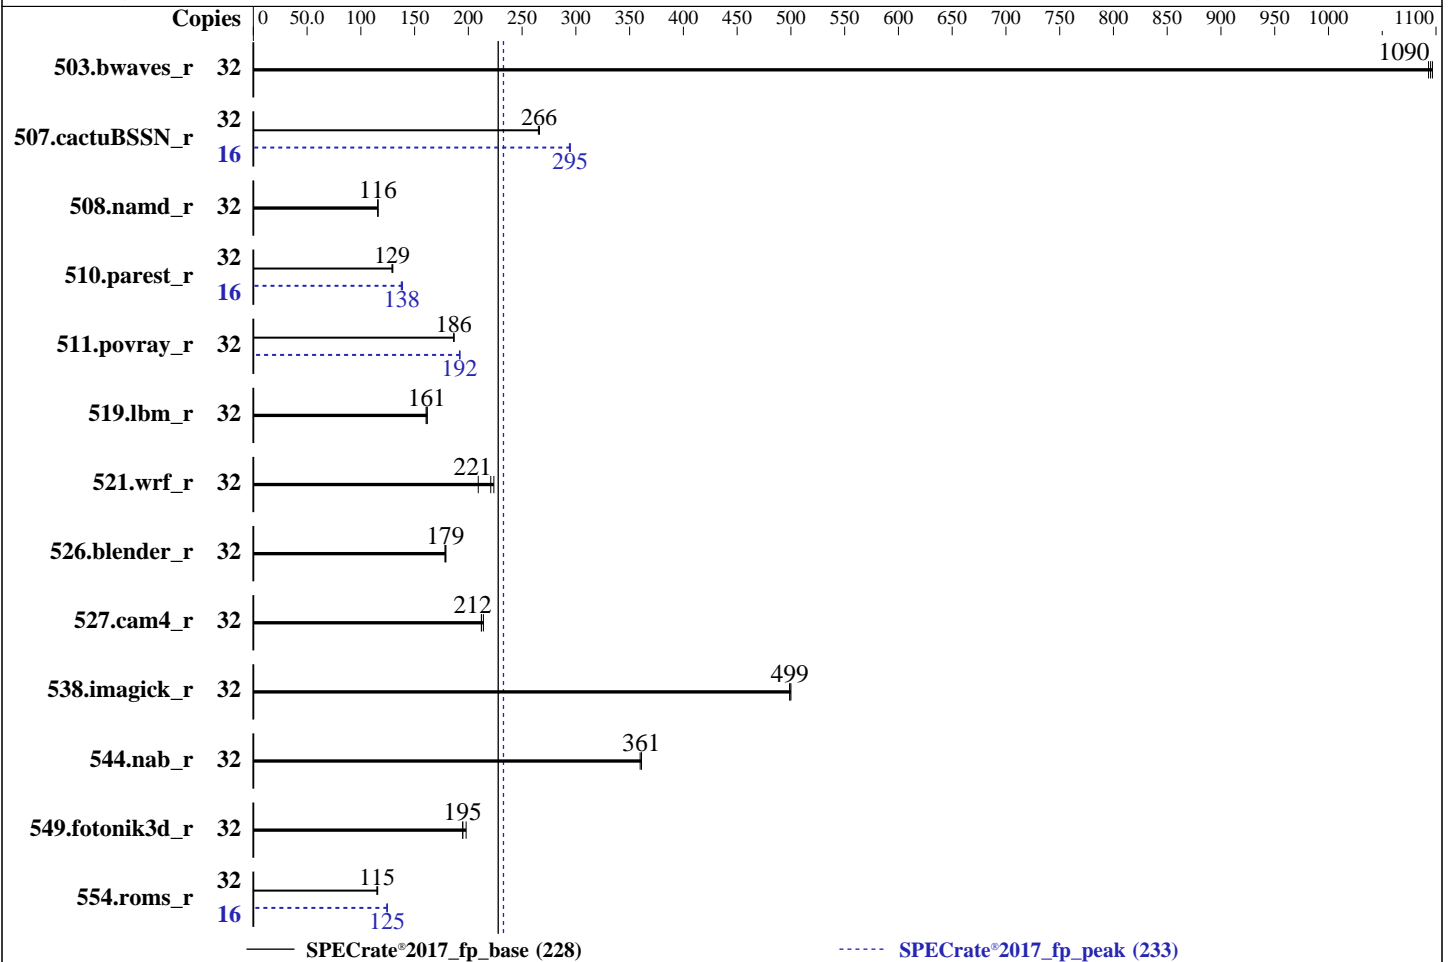 Copies 0 50.0 100 150 200 250 300 350 400 450 500 550 600 650 700 750 800 850 900 950 1000 1100
503.bwaves_r 32 1090
507.cactuBSSN_r 32 266
16 295
508.namd_r 32 116
510.parest_r 32 129
16 138
511.povray_r 32 186
192
519.lbm_r 32 161
521.wrf_r 32 221
526.blender_r 32 179
527.cam4_r 32 212
538.imagick_r 32 499
544.nab_r 32 361
549.fotonik3d_r 32 195
554.roms_r 32 115
16 125
SPECrate®2017_fp_base (228) SPECrate®2017_fp_peak (233)